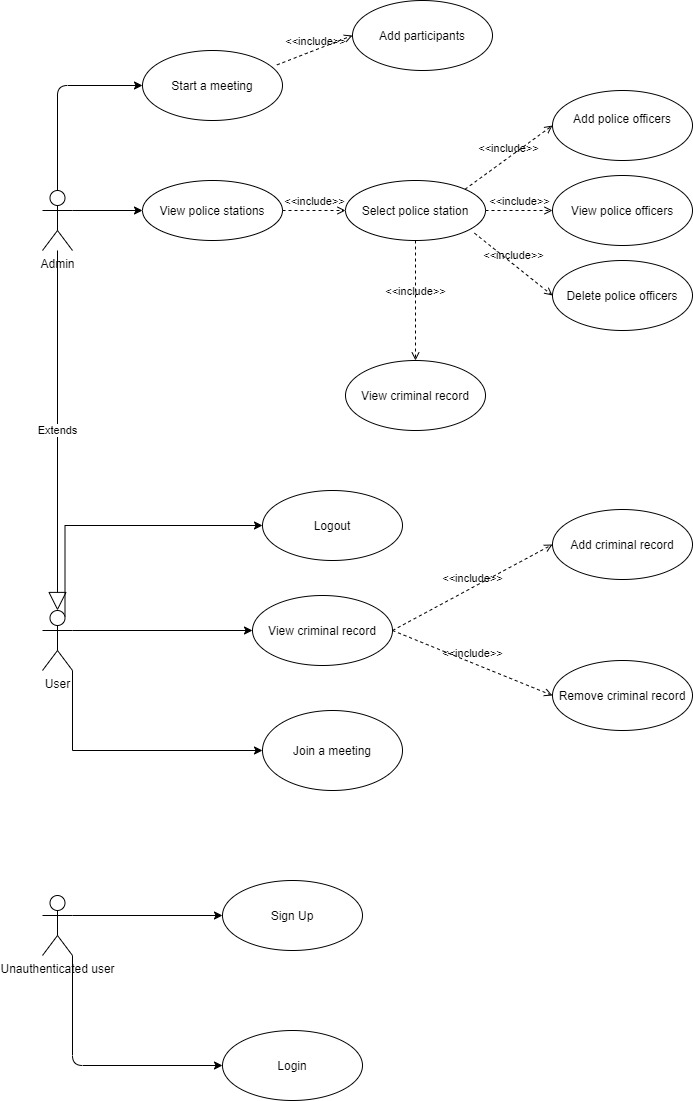 Add participants
<<include>>
Start a meeting
Add police officers
<<include>>
View police stations
<<include>>
Select police station
<<include>>
View police officers
<<include>>
Admin
<<include>>
Delete police officers
View criminal record
Extends
Logout
Add criminal record
<<include>>
View criminal record
<<include>>
User
Remove criminal record
Join a meeting
Sign Up
Unauthenticated user
Login